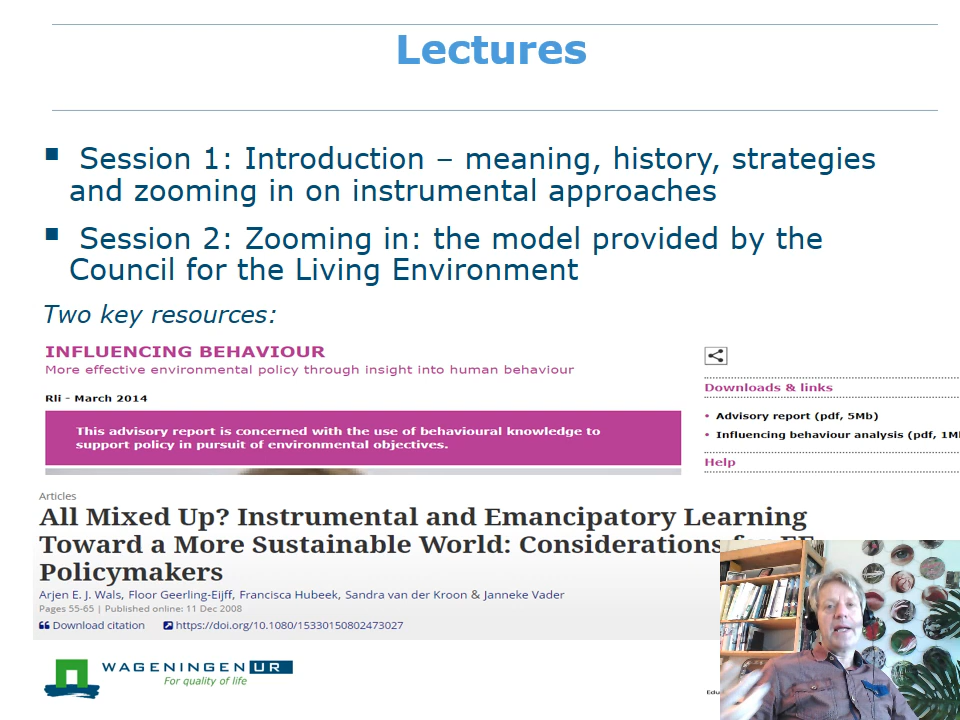 Lectures
Session 1: Introduction – meaning, history, strategies
and zooming in on instrumental approaches
Session 2: Zooming in: the model provided by the
Council for the Living Environment
Two key resources:
INFLUENCING BEHAVIOUR
More effective environmental policy through insight into human behaviour
Rli - March 2014
This advisory report is concerned with the use of behavioural knowledge to
support policy in pursuit of environmental objectives.
Downloads & links
• Advisory report (pdf, 5Mb)
• Influencing behaviour analysis (pdf, 1M
Help
Articles
All Mixed Up? Instrumental and Emancipatory Learning
Toward a More Sustainable World: Considerations for EE
Policymakers
Arjen E. J. Wals, Floor Geerling-Eijff, Francisca Hubeek, Sandra van der Kroon & Janneke Vader
Pages 55-65 | Published online: 11 Dec 2008
Download citation https://doi.org/10.1080/15330150802473027
WAGENINGEN UR
For quality of life
Edu